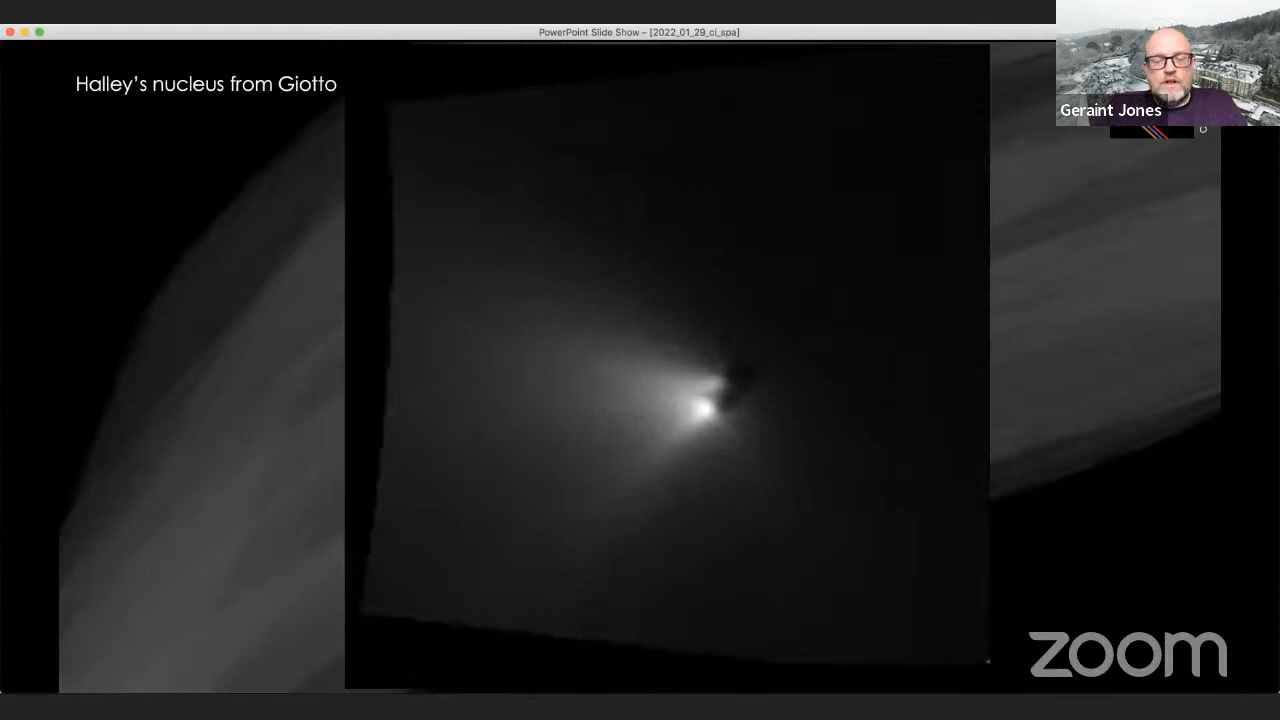 PowerPoint Slide Show – [2022_01_29_ci_spa]
Halley's nucleus from Giotto
Geraint Jones
zoom